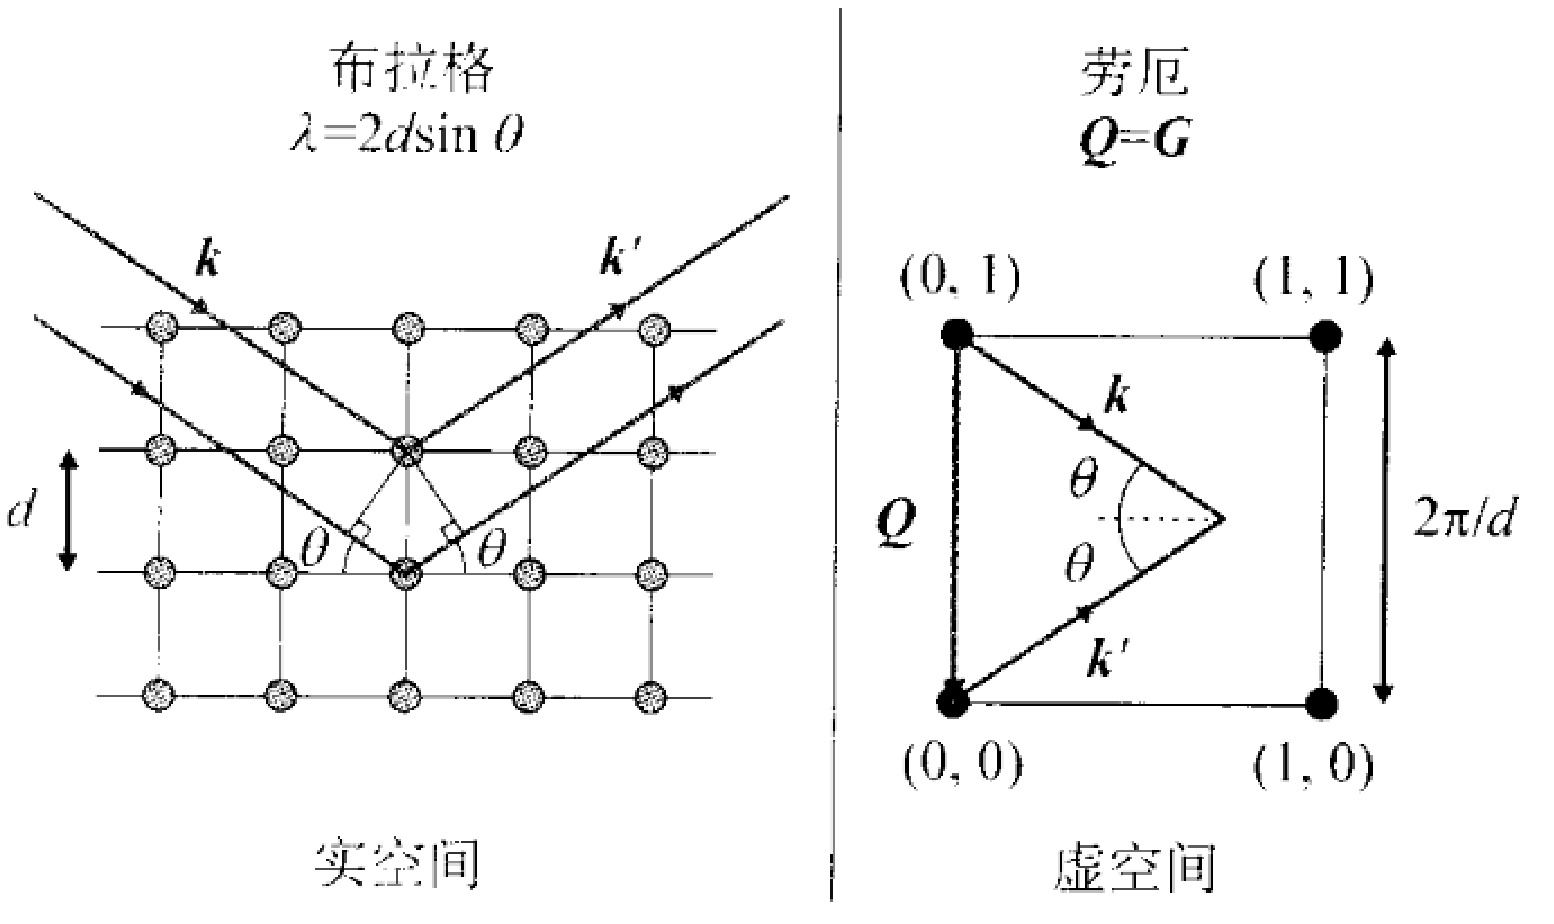 布拉格
λ=2dsin θ
k
k′
d
θ
θ
实空间
劳厄
Q=G
(0, 1)
(1, 1)
k
θ
Q
2π/d
θ
k′
(0, 0)
(1, 0)
虚空间